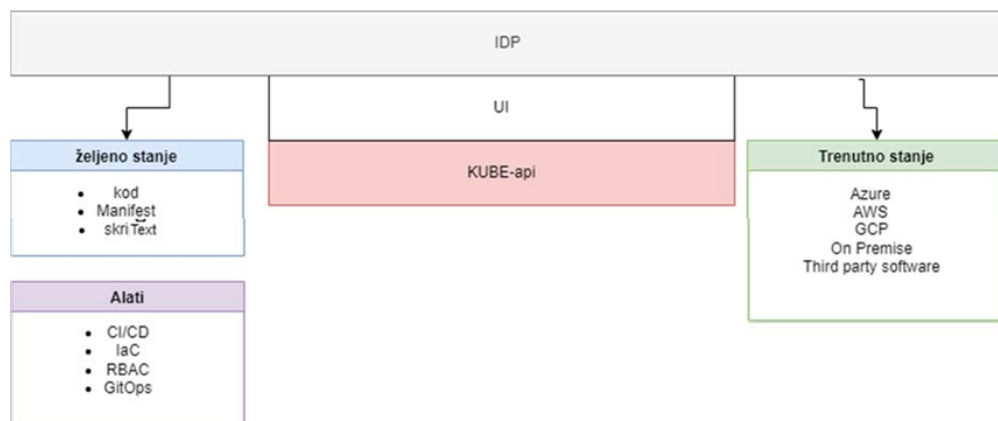 IDP
UI
KUBE-api
željeno stanje
kod
Manifest
skriText
Alati
CI/CD
IaC
RBAC
GitOps
Trenutno stanje
Azure
AWS
GCP
On Premise
Third party software